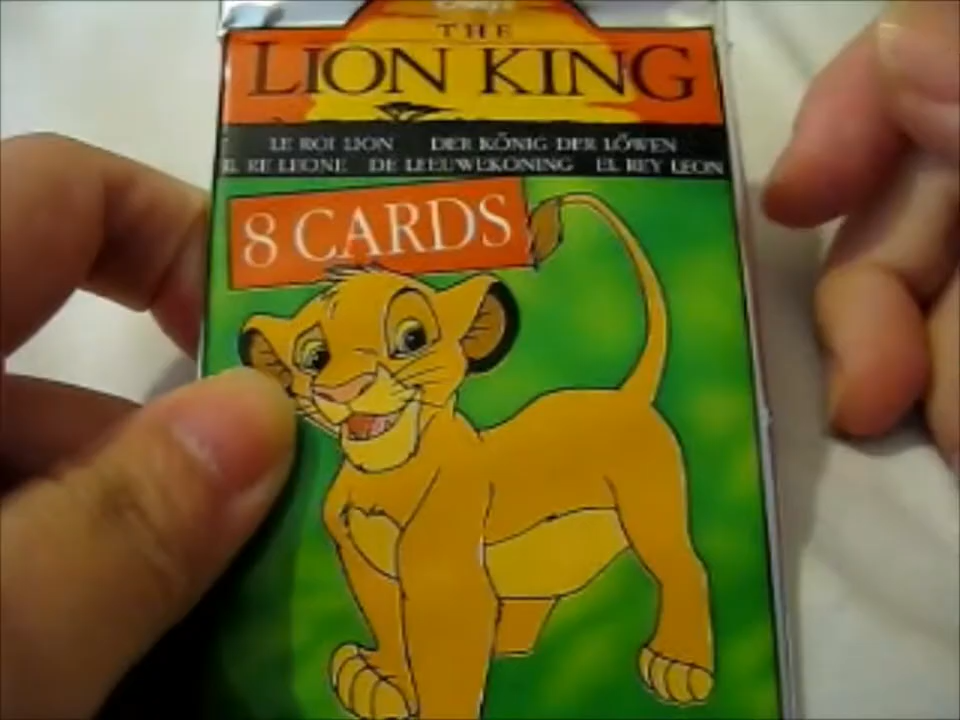 THE
LION KING
LE ROI LION DER KÖNIG DER LÖWEN
IL RE LEONE DE LEEUWEKONING EL REY LEON
8 CARDS